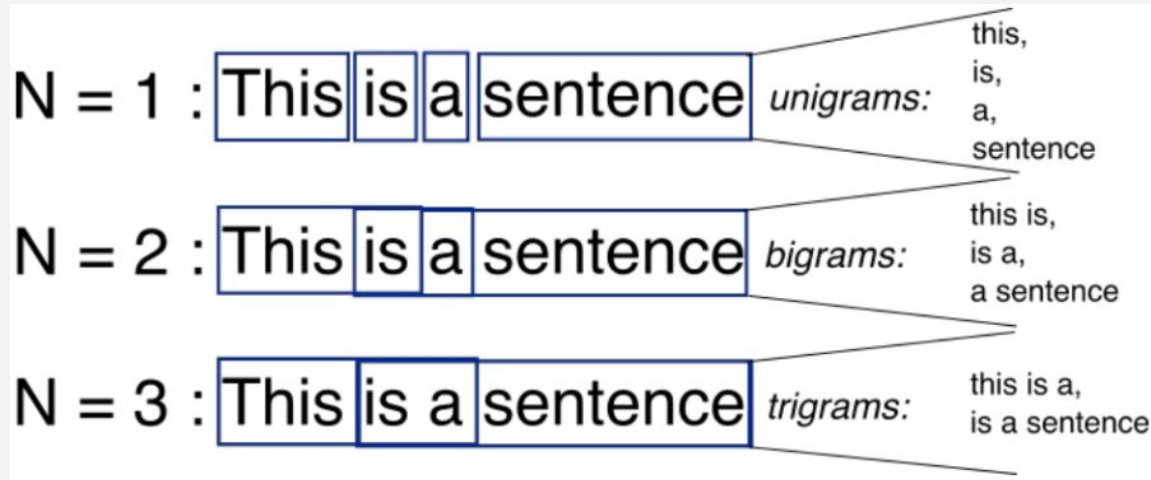 N = 1 : This is a sentence unigrams:
this,
is,
a,
sentence
N = 2 : This is a sentence bigrams:
this is,
is a,
a sentence
N = 3 : This is a sentence trigrams:
this is a,
is a sentence